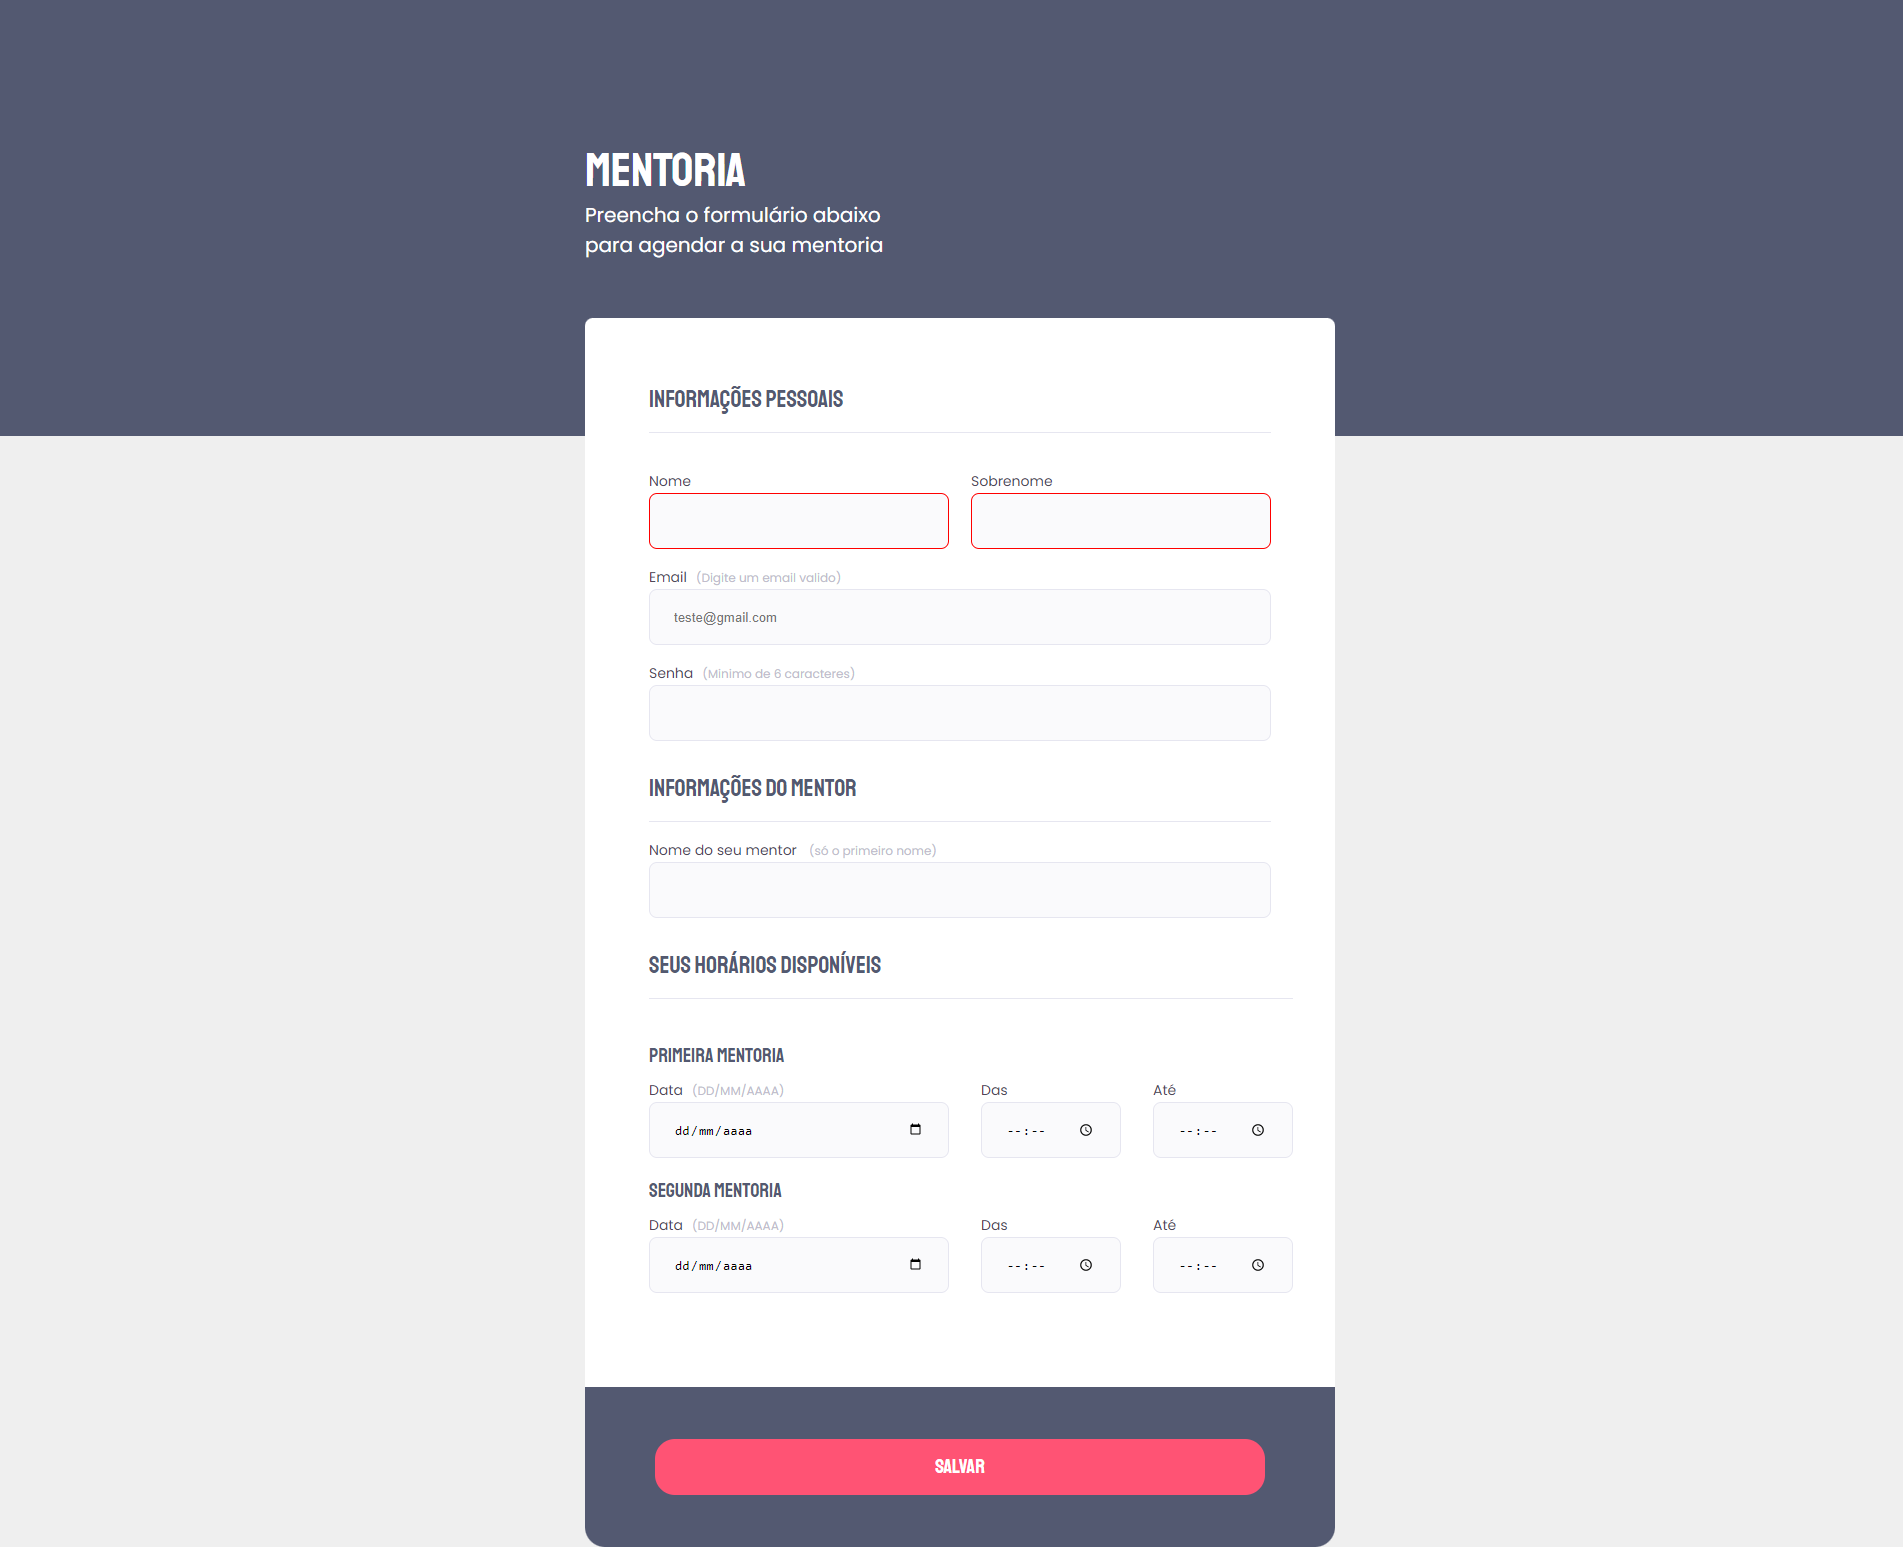 MENTORIA
Preencha o formulário abaixo
para agendar a sua mentoria
INFORMAÇÕES PESSOAIS
Nome Sobrenome
Email (Digite um email valido)
teste@gmail.com
Senha (Minimo de 6 caracteres)
INFORMAÇÕES DO MENTOR
Nome do seu mentor (só o primeiro nome)
SEUS HORÁRIOS DISPONÍVEIS
PRIMEIRA MENTORIA
Data (DD/MM/AAAA) Das Até
dd/mm/aaaa --:-- --:--
SEGUNDA MENTORIA
Data (DD/MM/AAAA) Das Até
dd/mm/aaaa --:-- --:--
SALVAR